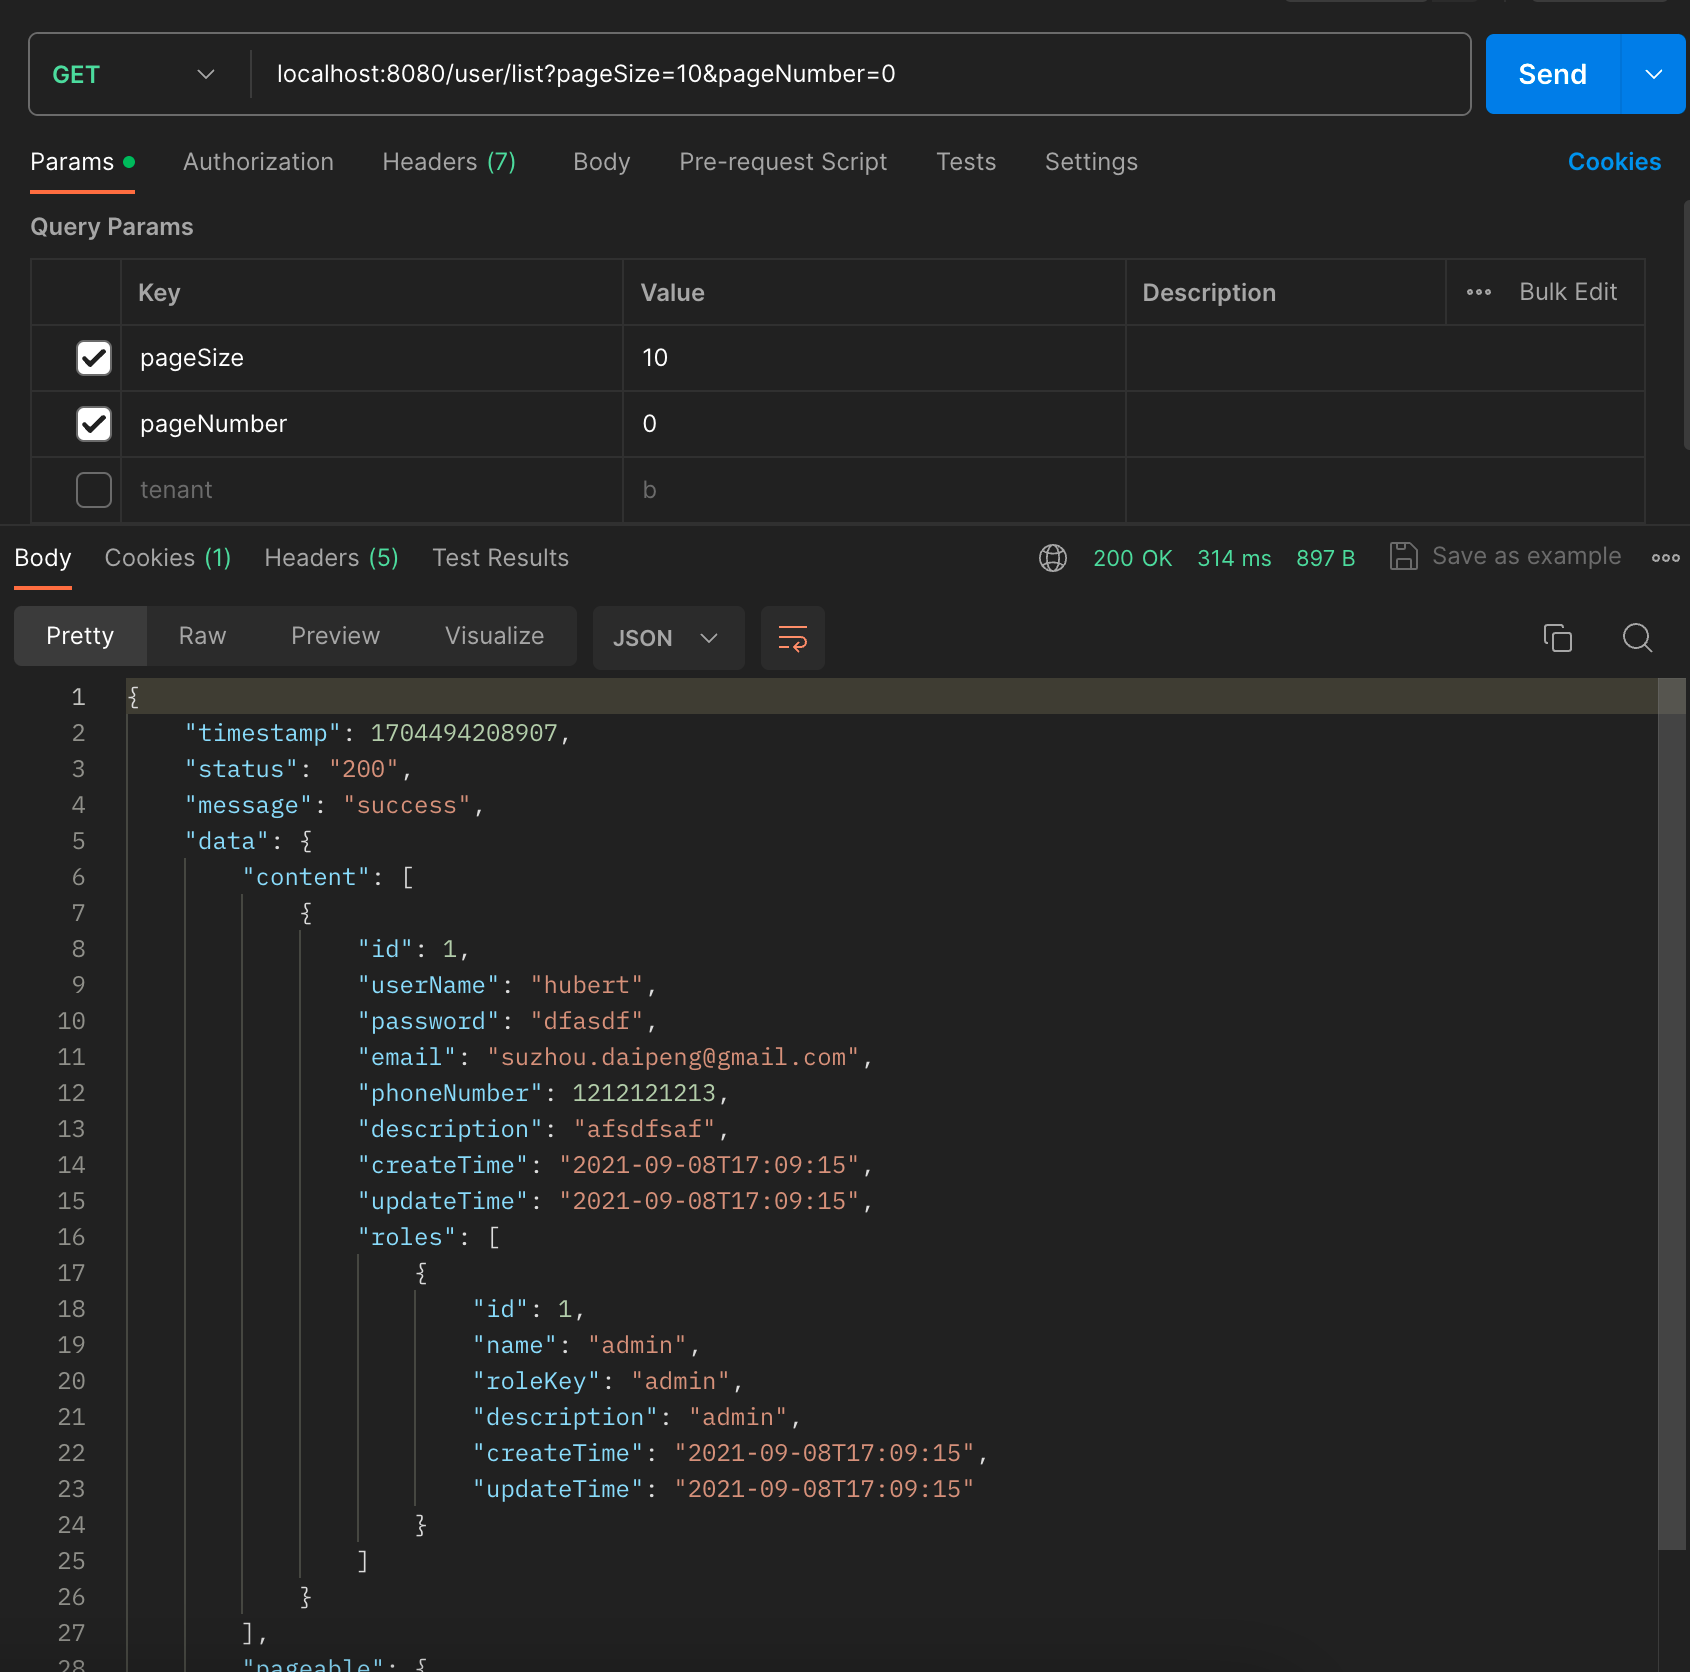 GET localhost:8080/user/list?pageSize=10&pageNumber=0 Send
Params Authorization Headers (7) Body Pre-request Script Tests Settings Cookies
Query Params
Key Value Description Bulk Edit
pageSize 10
pageNumber 0
tenant b
Body Cookies (1) Headers (5) Test Results 200 OK 314 ms 897 B Save as example
Pretty Raw Preview Visualize JSON
1 {
2 "timestamp": 1704494208907,
3 "status": "200",
4 "message": "success",
5 "data": {
6 "content": [
7 {
8 "id": 1,
9 "userName": "hubert",
10 "password": "dfasdf",
11 "email": "suzhou.daipeng@gmail.com",
12 "phoneNumber": 1212121213,
13 "description": "afsdfsaf",
14 "createTime": "2021-09-08T17:09:15",
15 "updateTime": "2021-09-08T17:09:15",
16 "roles": [
17 {
18 "id": 1,
19 "name": "admin",
20 "roleKey": "admin",
21 "description": "admin",
22 "createTime": "2021-09-08T17:09:15",
23 "updateTime": "2021-09-08T17:09:15"
24 }
25 ]
26 }
27 ],
28 "pageable": {